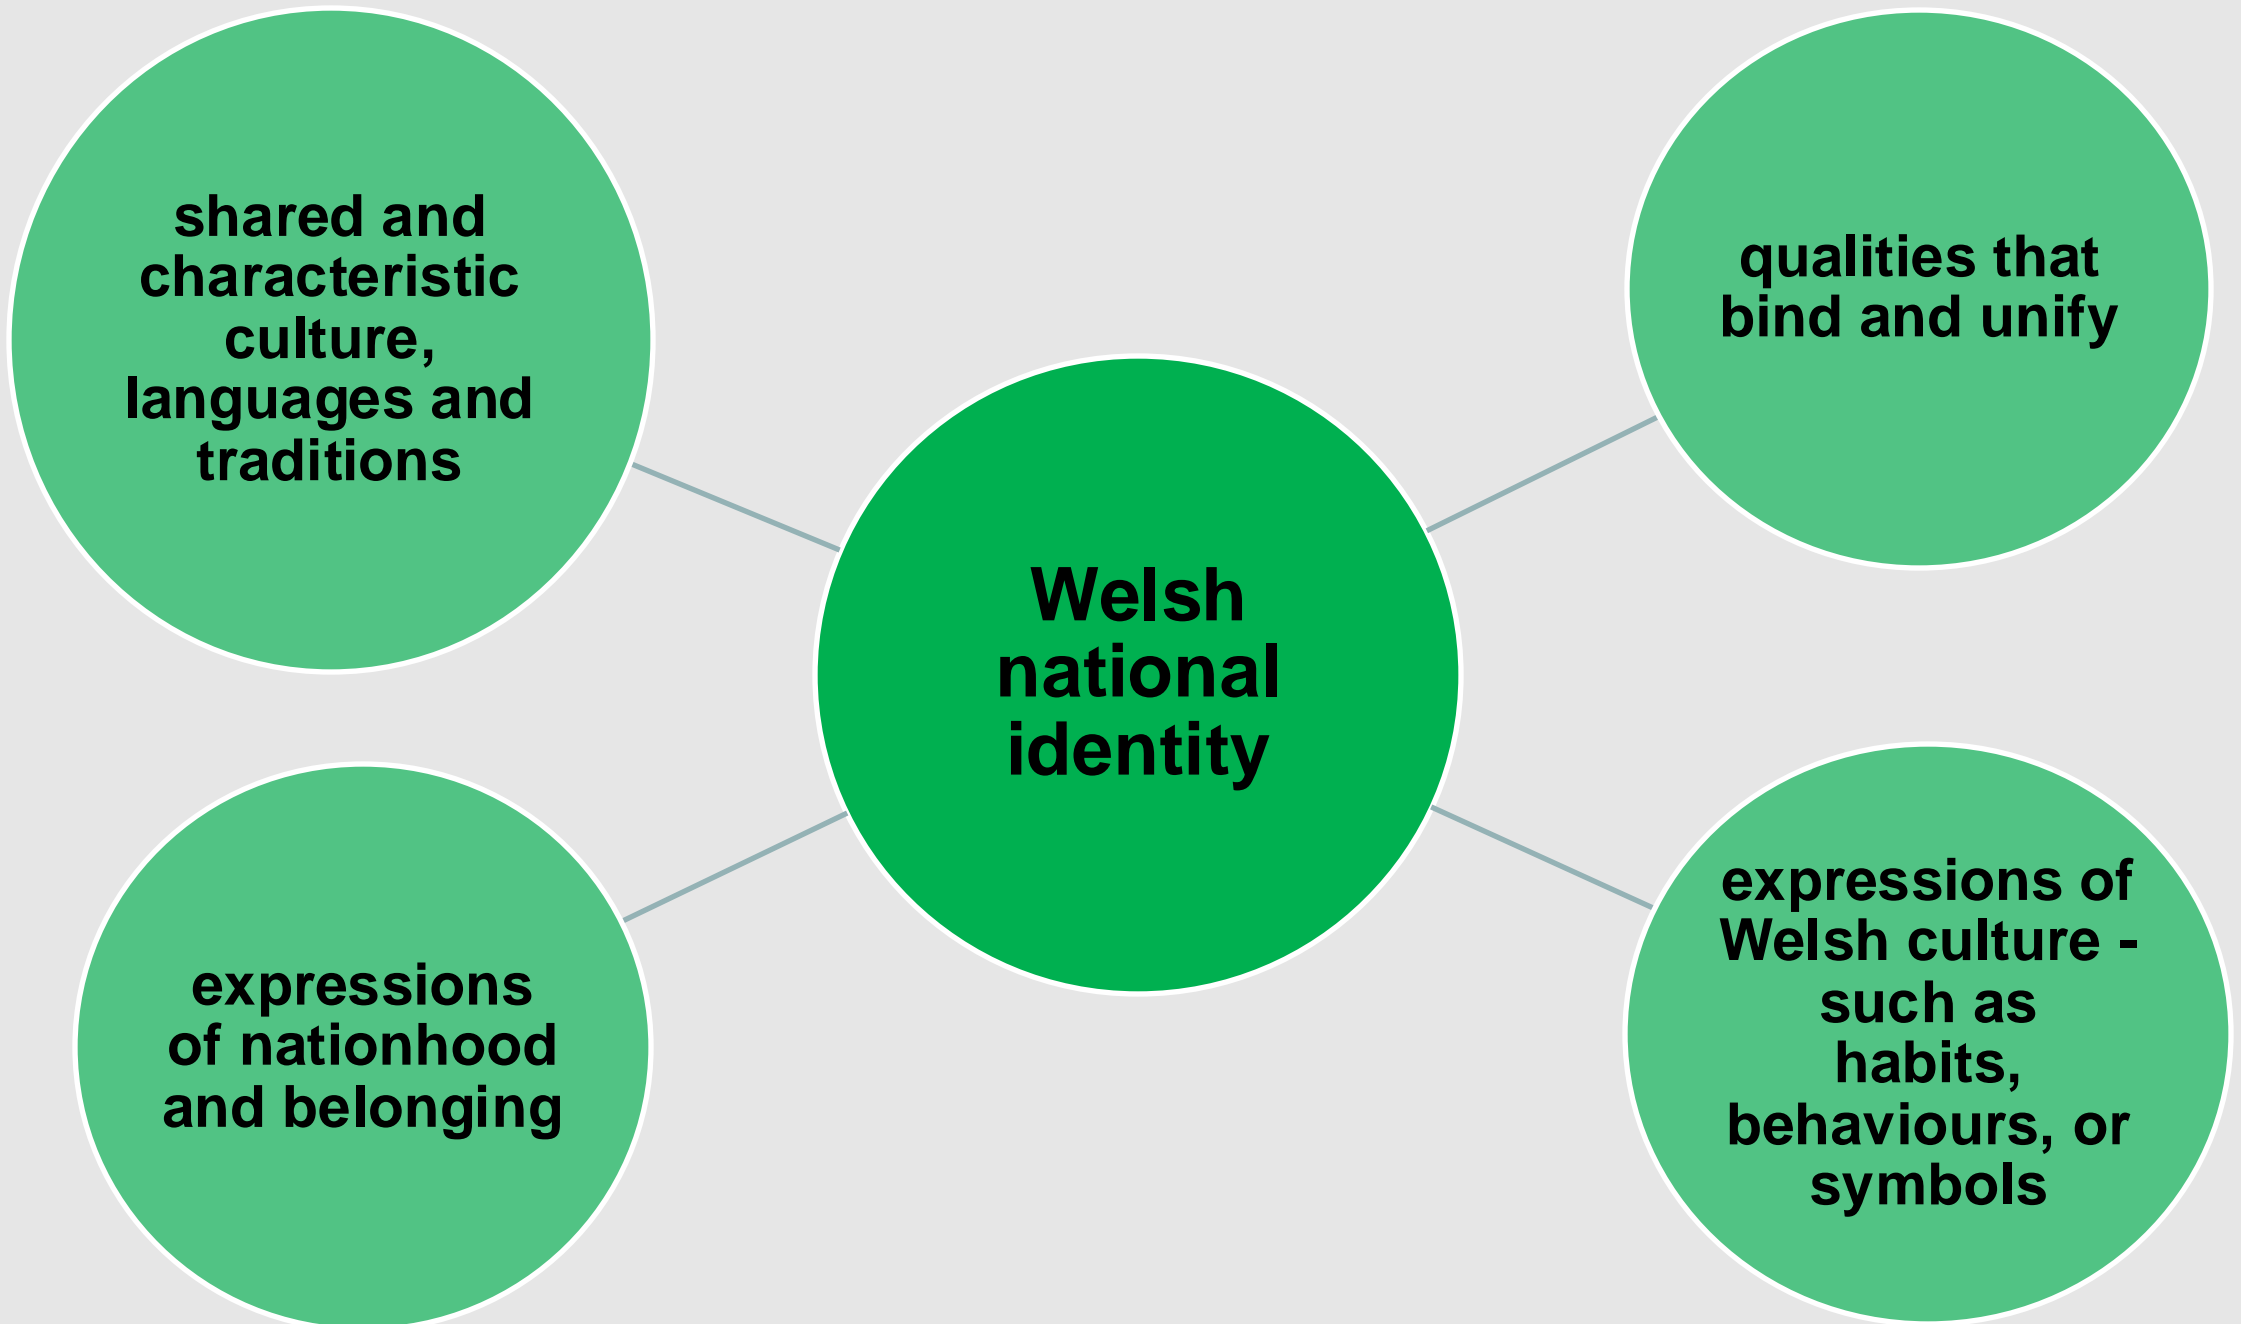 shared and
characteristic
culture,
languages and
traditions
qualities that
bind and unify
Welsh
national
identity
expressions
of nationhood
and belonging
expressions of
Welsh culture -
such as
habits,
behaviours, or
symbols